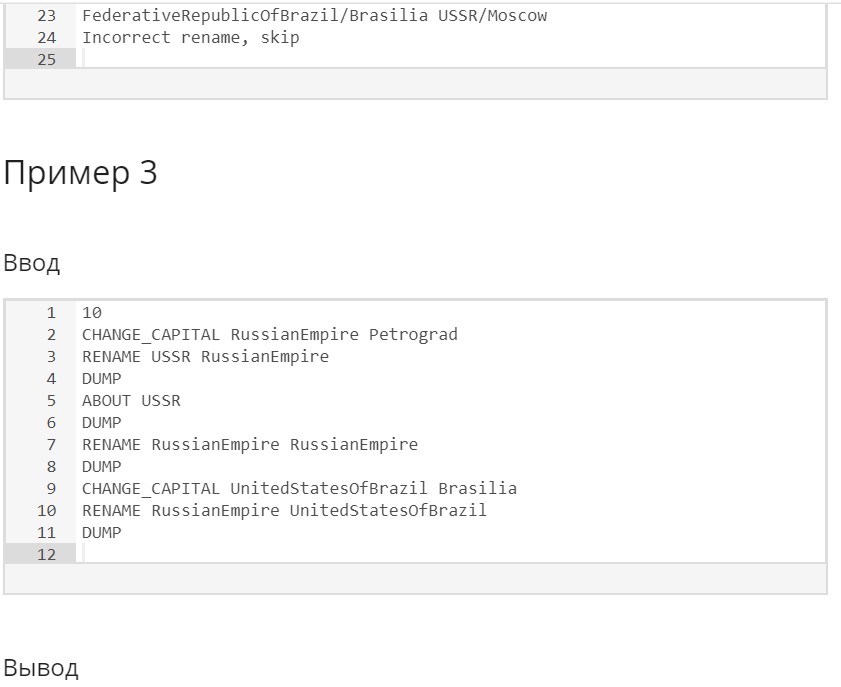 23 FederativeRepublicOfBrazil/Brasilia USSR/Moscow
24 Incorrect rename, skip
25
Пример 3
Ввод
1 10
2 CHANGE_CAPITAL RussianEmpire Petrograd
3 RENAME USSR RussianEmpire
4 DUMP
5 ABOUT USSR
6 DUMP
7 RENAME RussianEmpire RussianEmpire
8 DUMP
9 CHANGE_CAPITAL UnitedStatesOfBrazil Brasilia
10 RENAME RussianEmpire UnitedStatesOfBrazil
11 DUMP
12
Вывод